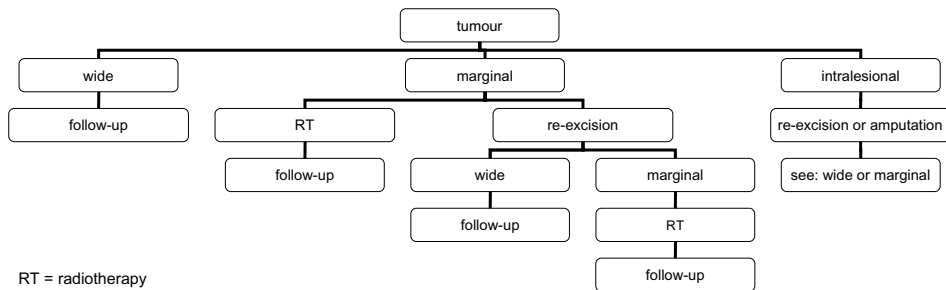 tumour
wide
marginal
intralesional
follow-up
RT
re-excision
re-excision or amputation
follow-up
wide
marginal
see: wide or marginal
follow-up
RT
follow-up
RT = radiotherapy